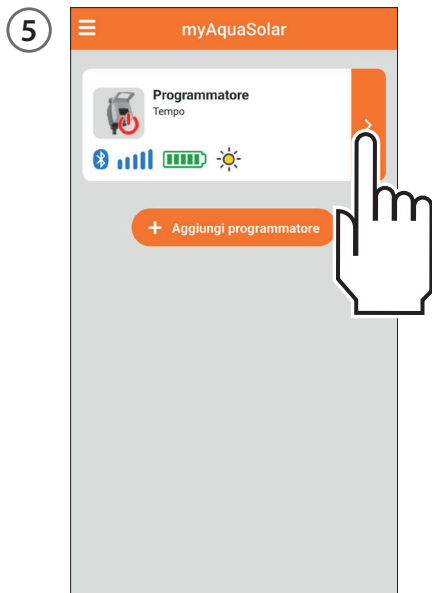 5
myAquaSolar
Programmatore
Tempo
+ Aggiungi programmatore